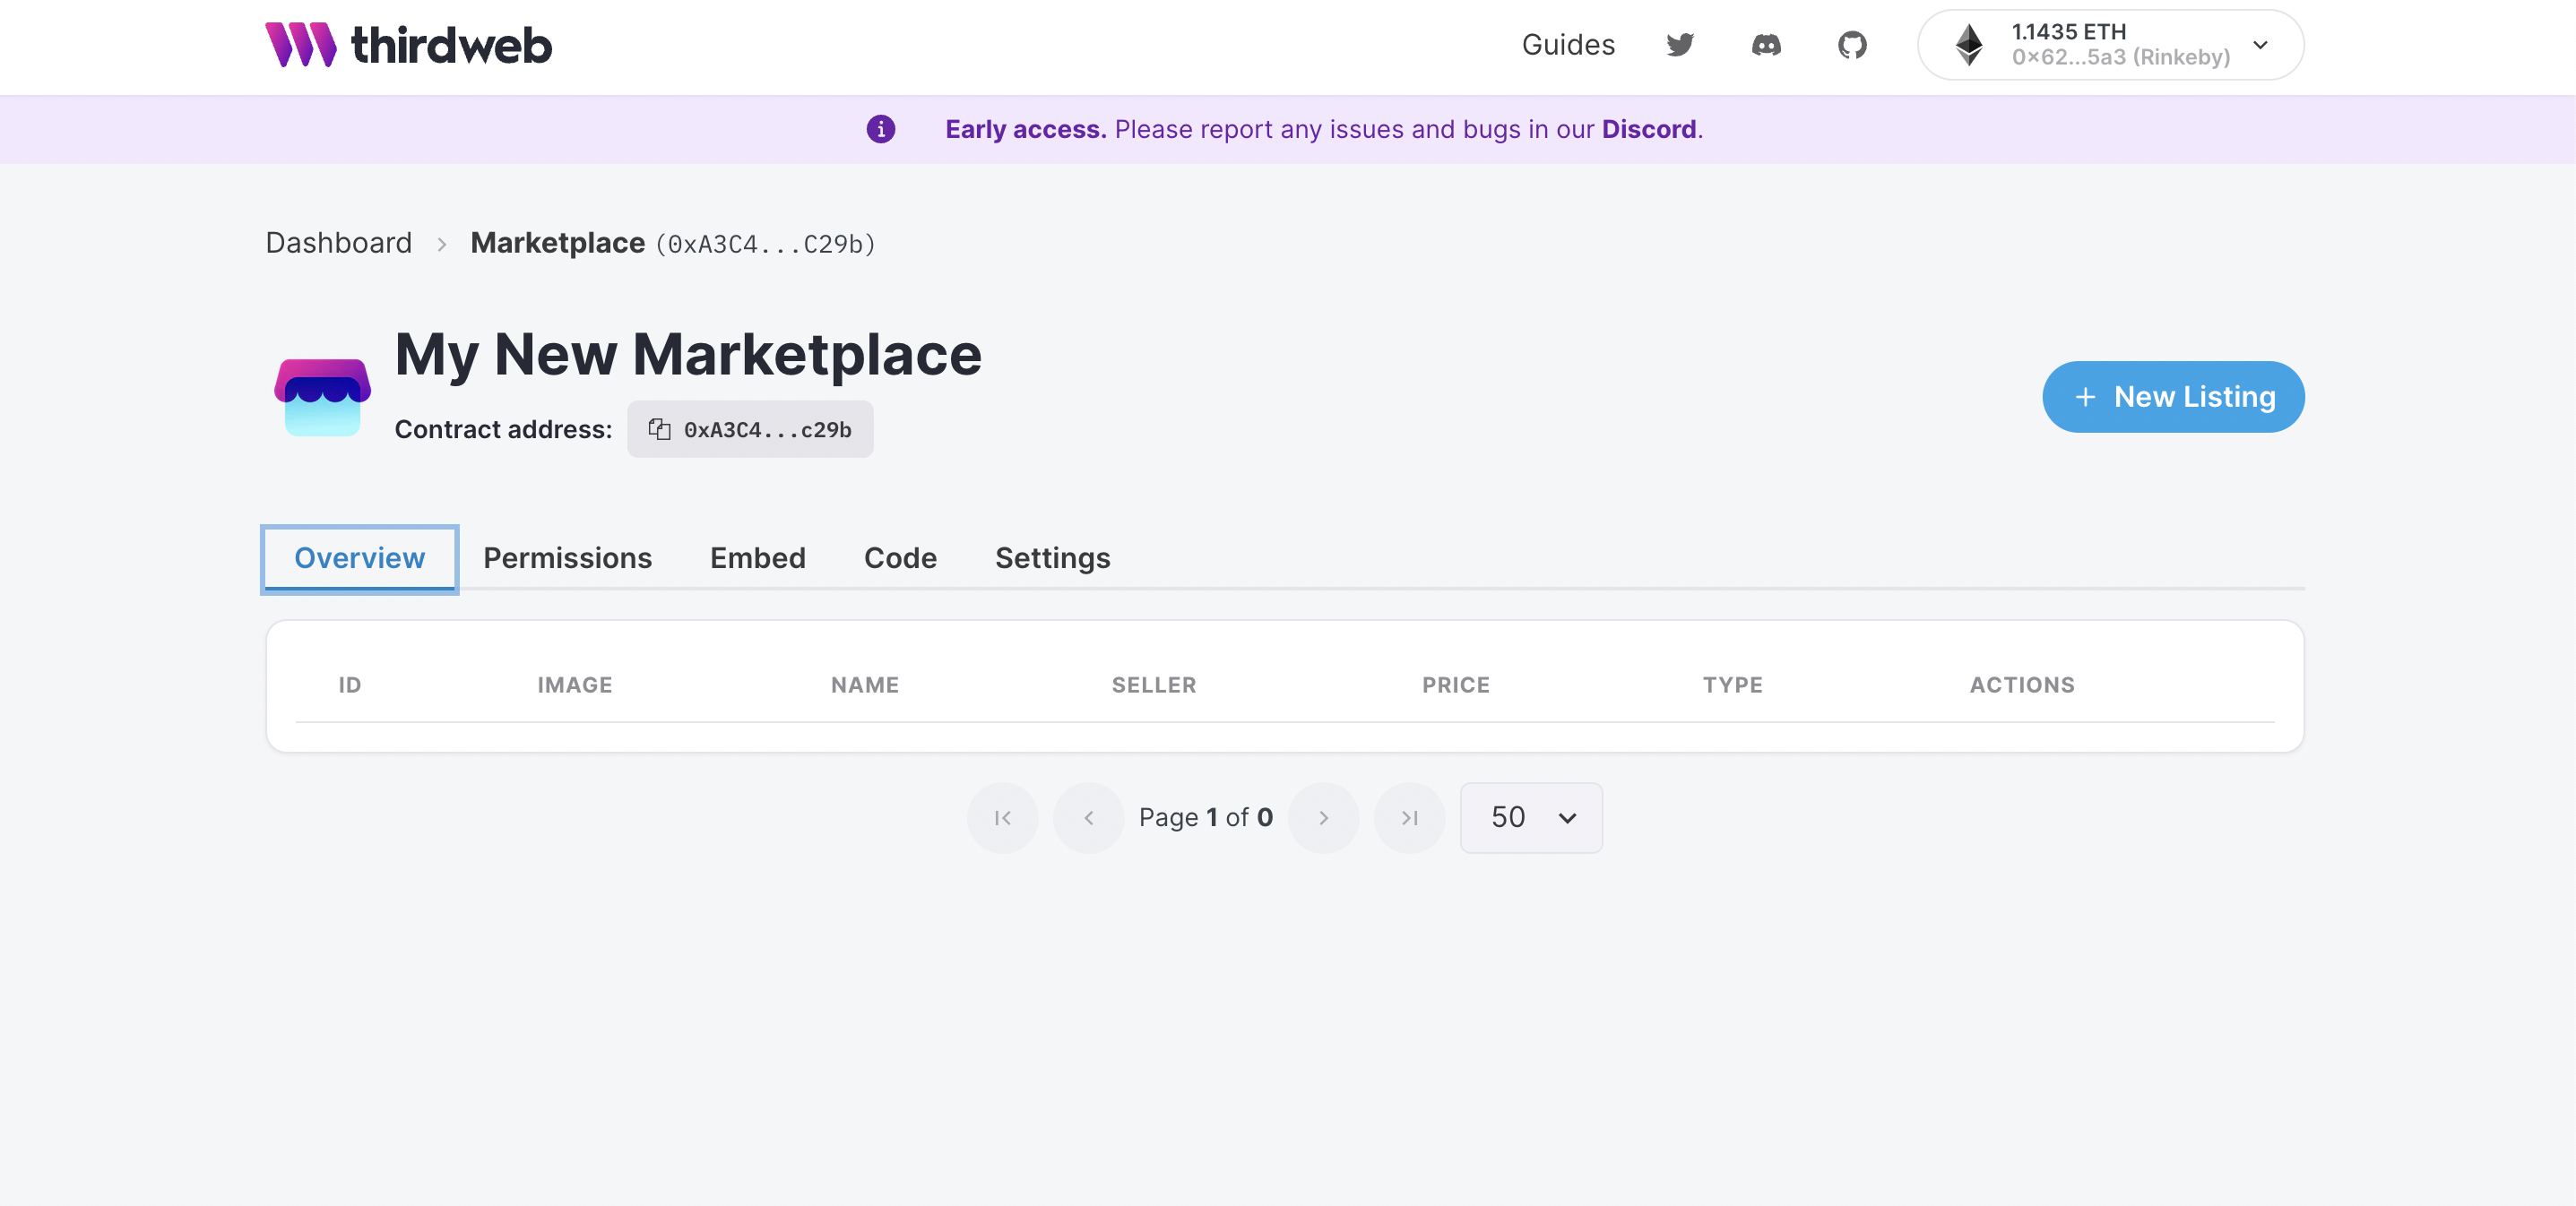 thirdweb
Guides
1.1435 ETH
0x62...5a3 (Rinkeby)
Early access. Please report any issues and bugs in our Discord.
Dashboard > Marketplace (0xA3C4...C29b)
My New Marketplace
Contract address: 0xA3C4...c29b
+ New Listing
Overview Permissions Embed Code Settings
ID IMAGE NAME SELLER PRICE TYPE ACTIONS
Page 1 of 0
50